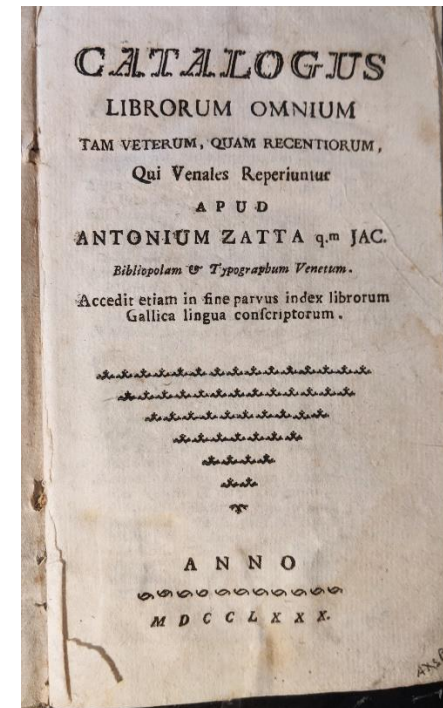 CATALOGUS
LIBRORUM OMNIUM
TAM VETERUM, QUAM RECENTIORUM,
Qui Venales Reperiuntur
APUD
ANTONIUM ZATTA q.m JAC.
Bibliopolam & Typographum Venetum.
Accedit etiam in fine parvus index librorum
Gallica lingua conſcriptorum.
ANNO
MDCCLXXX.